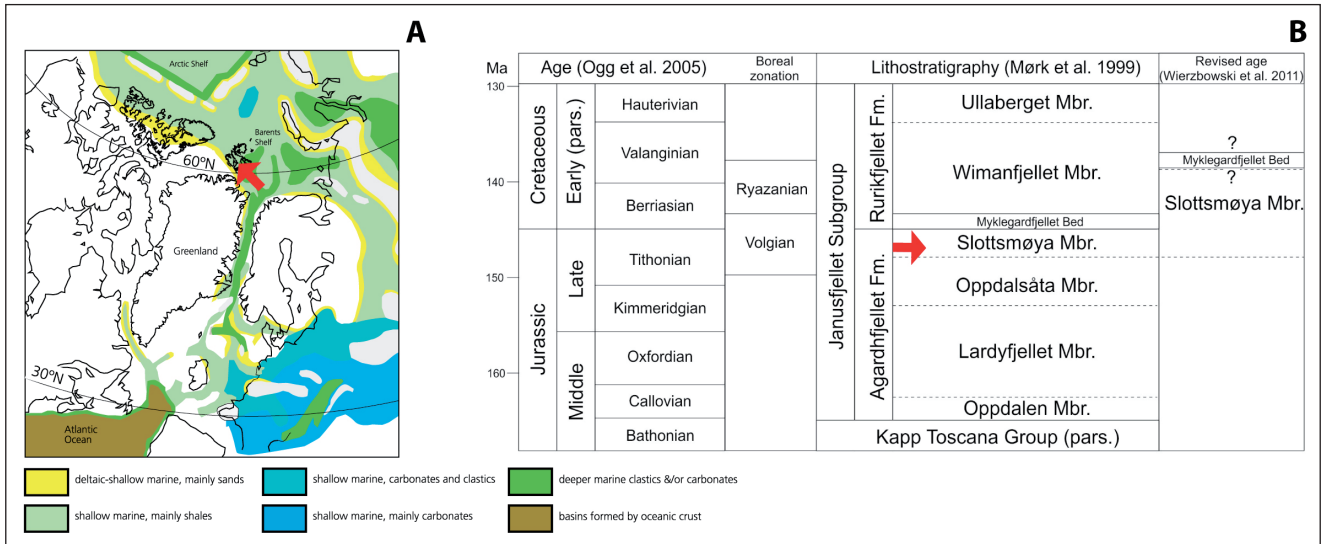 A
Arctic Shelf
Barents
Shelf
60ºN
Greenland
30ºN
Atlantic
Ocean
deltaic-shallow marine, mainly sands
shallow marine, mainly shales
shallow marine, carbonates and clastics
shallow marine, mainly carbonates
deeper marine clastics &/or carbonates
basins formed by oceanic crust
B
Ma
Age (Ogg et al. 2005)
Boreal
zonation
Lithostratigraphy (Mørk et al. 1999)
Revised age
(Wierzbowski et al. 2011)
130
140
150
160
Cretaceous
Early (pars.)
Jurassic
Late
Middle
Hauterivian
Valanginian
Berriasian
Tithonian
Kimmeridgian
Oxfordian
Callovian
Bathonian
Ryazanian
Volgian
Janusfjellet Subgroup
Rurikfjellet Fm.
Agardhfjellet Fm.
Ullaberget Mbr.
Wimanfjellet Mbr.
Myklegardfjellet Bed
Slottsmøya Mbr.
Oppdalsåta Mbr.
Lardyfjellet Mbr.
Oppdalen Mbr.
Kapp Toscana Group (pars.)
?
Myklegardfjellet Bed
?
Slottsmøya Mbr.